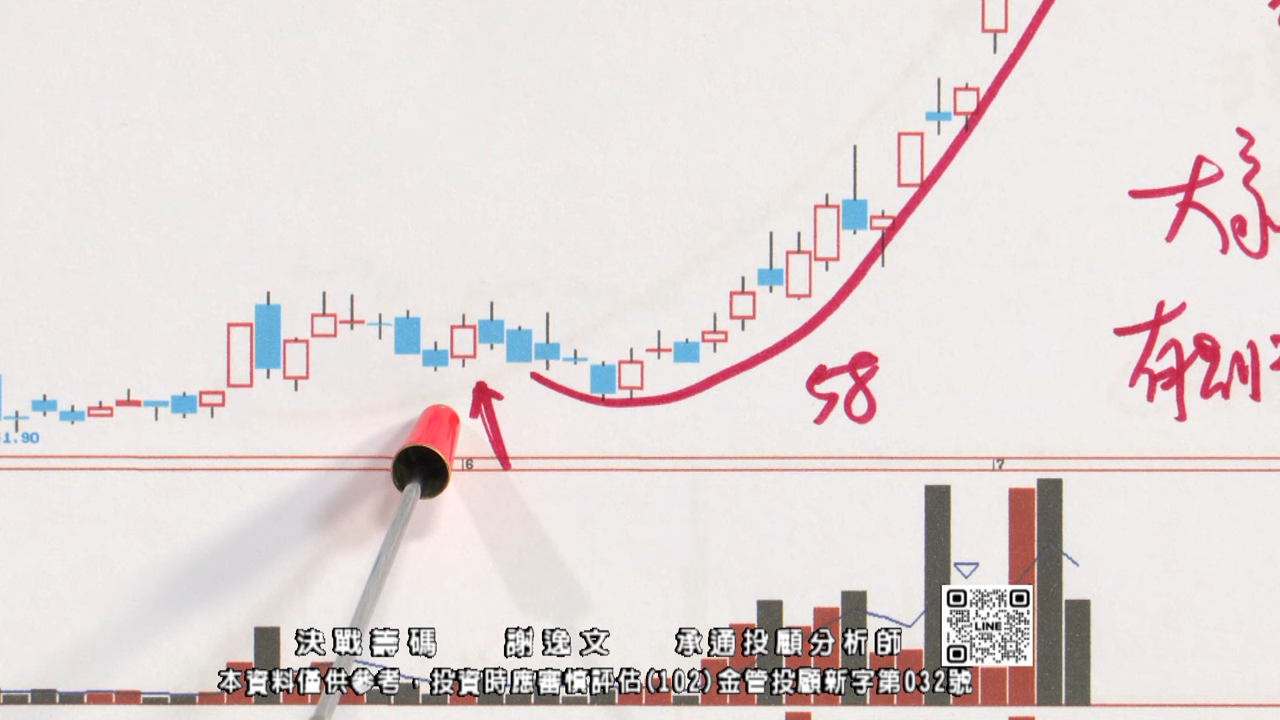 大
有
58
1.90
6
7
LINE
決戰籌碼 謝逸文 承通投顧分析師
本資料僅供參考,投資時應審慎評估(102)金管投顧新字第032號